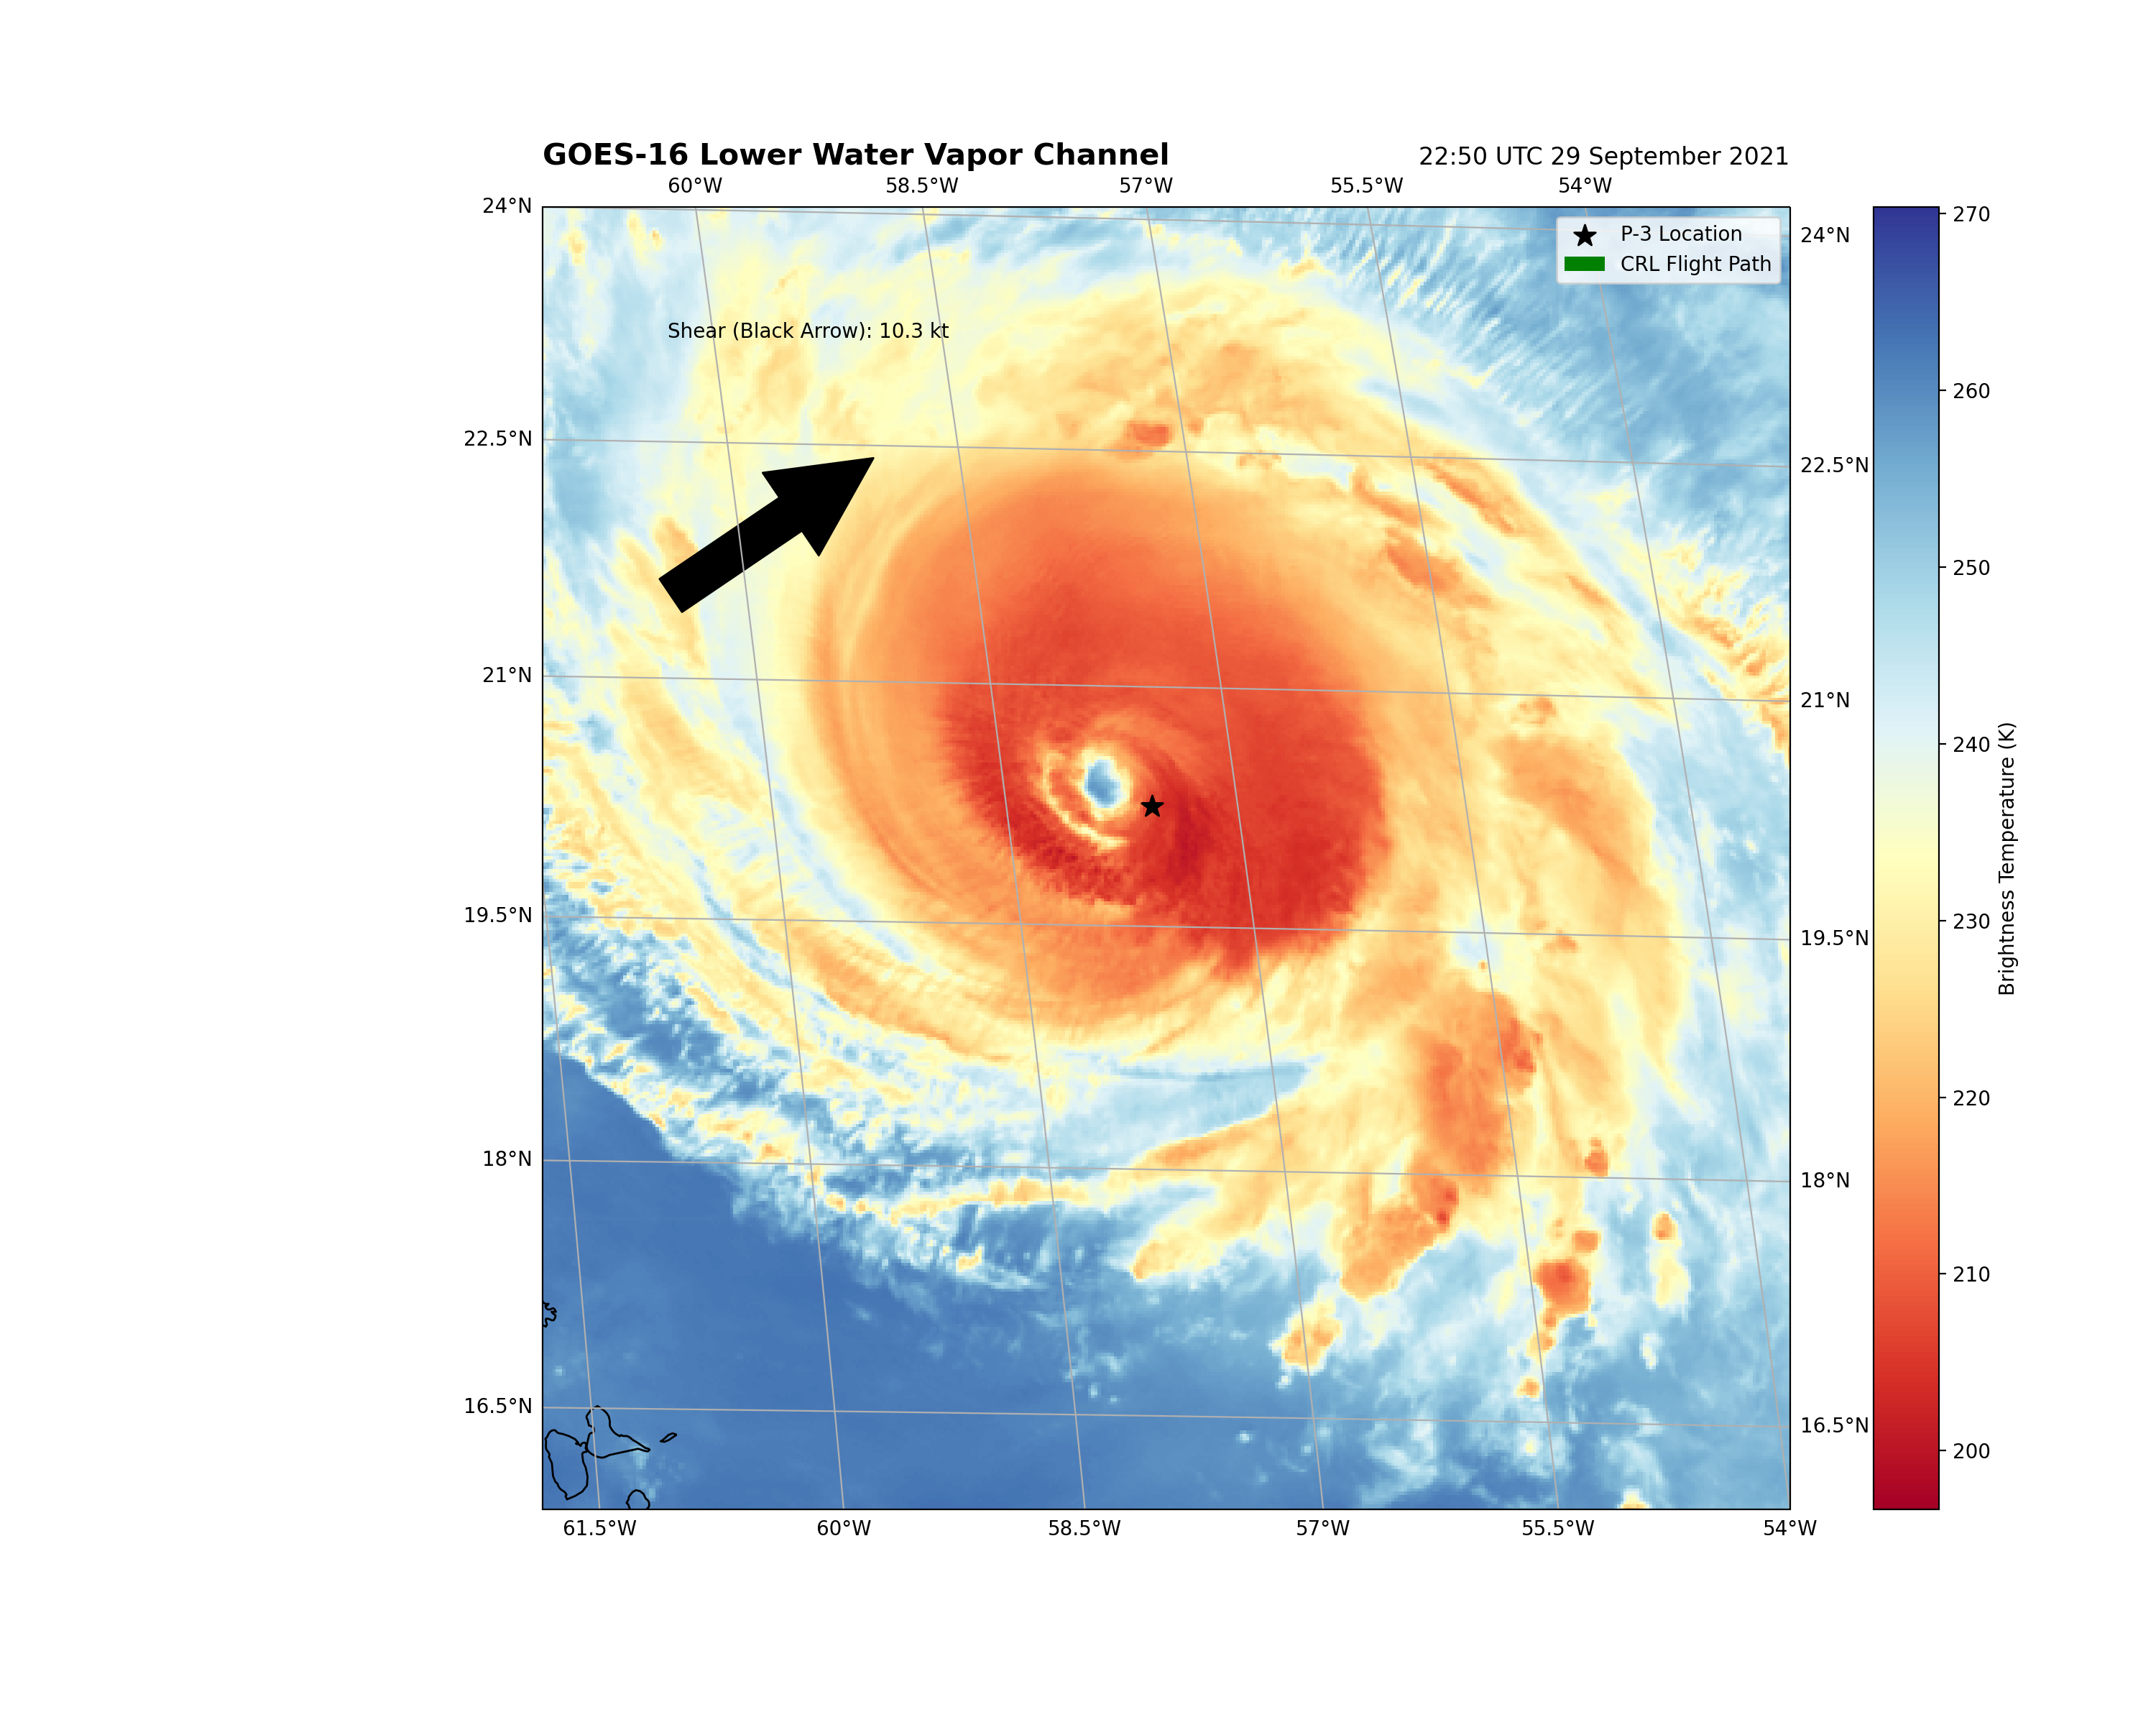 GOES-16 Lower Water Vapor Channel
22:50 UTC 29 September 2021
60°W 58.5°W 57°W 55.5°W 54°W
24°N
24°N
270
P-3 Location
CRL Flight Path
Shear (Black Arrow): 10.3 kt
260
22.5°N
22.5°N
250
21°N
21°N
240
Brightness Temperature (K)
230
19.5°N
19.5°N
220
18°N
18°N
210
16.5°N
16.5°N
200
61.5°W 60°W 58.5°W 57°W 55.5°W 54°W